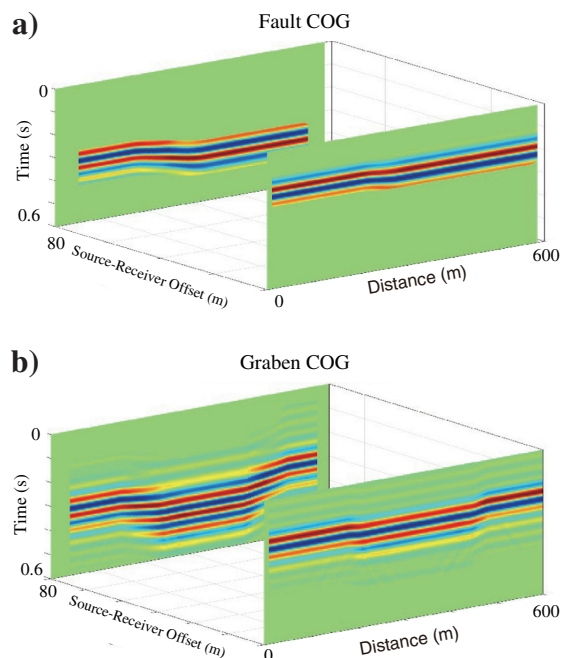 a)
Fault COG
0
Time (s)
0.6
80
Source-Receiver Offset (m)
0
Distance (m)
600
b)
Graben COG
0
Time (s)
0.6
80
Source-Receiver Offset (m)
0
Distance (m)
600